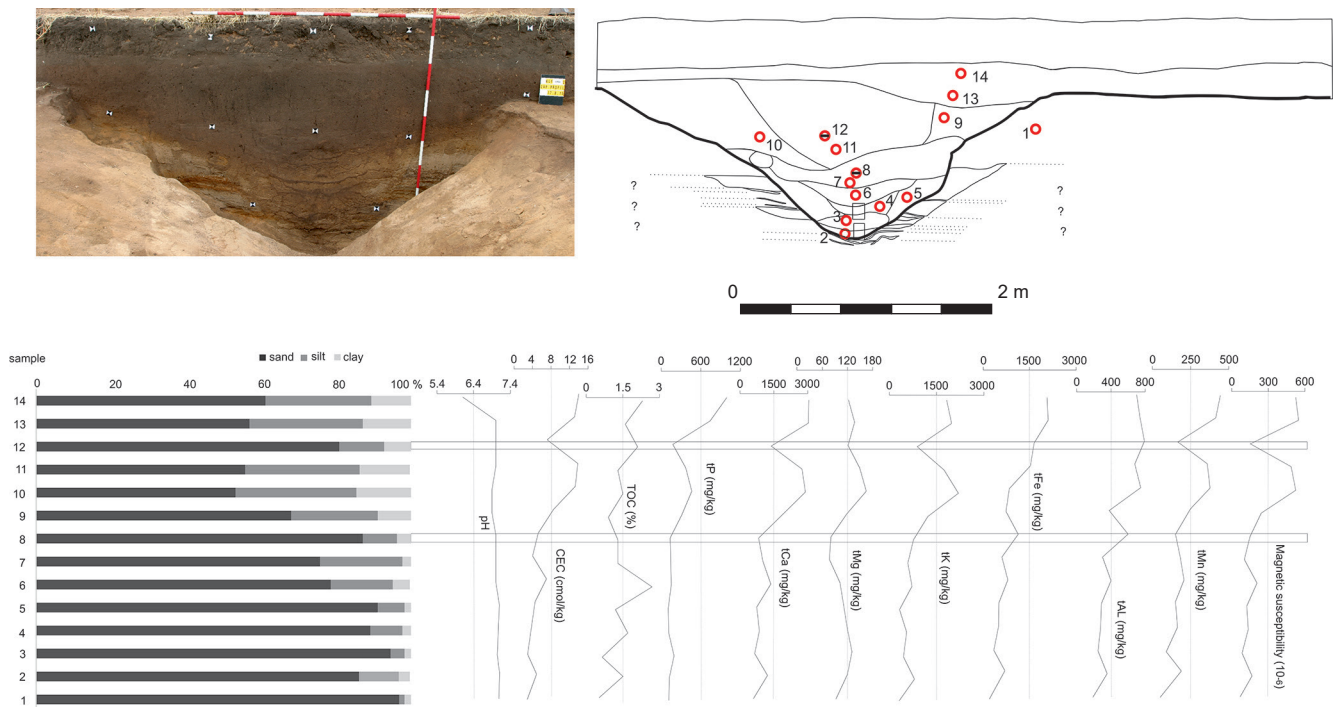 14
13
9
1
12
11
10
8
7
6
5
4
3
2
?
?
?
?
?
?
0 2 m
sample
sand silt clay
0 20 40 60 80 100 %
5.4 6.4 7.4
0 4 8 12 16
0 1.5 3
0 600 1200
0 1500 3000
0 60 120 180
0 1500 3000
0 1500 3000
0 400 800
0 250 500
0 300 600
14
13
12
11
10
9
8
7
6
5
4
3
2
1
pH
CEC (cmol/kg)
TOC (%)
tP (mg/kg)
tCa (mg/kg)
tMg (mg/kg)
tK (mg/kg)
tFe (mg/kg)
tAL (mg/kg)
tMn (mg/kg)
Magnetic susceptibility (10-6)